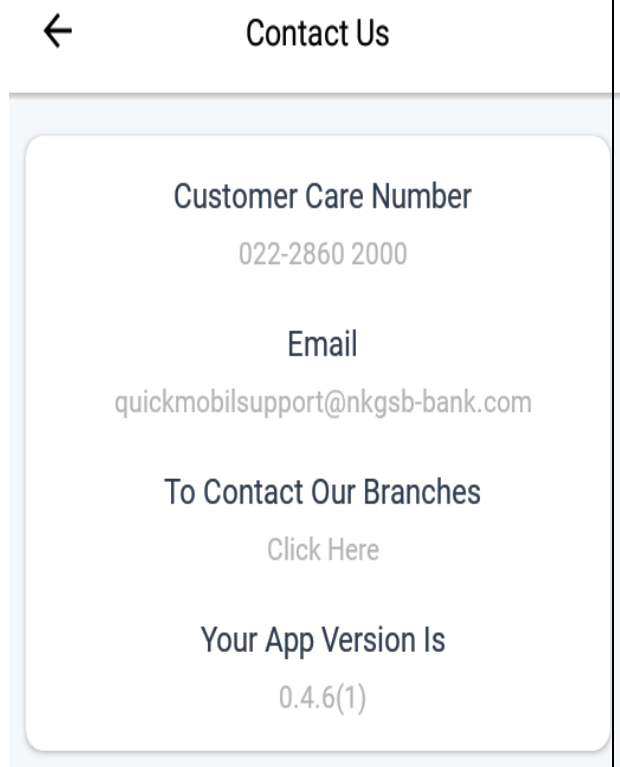 Contact Us
Customer Care Number
022-2860 2000
Email
quickmobilsupport@nkgsb-bank.com
To Contact Our Branches
Click Here
Your App Version Is
0.4.6(1)